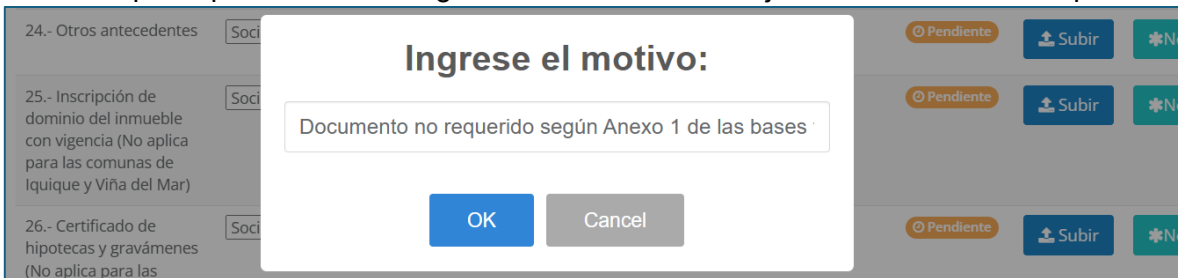 24.- Otros antecedentes
Soci
Pendiente
Subir
Ingrese el motivo:
Documento no requerido según Anexo 1 de las bases
OK
Cancel
25.- Inscripción de
dominio del inmueble
con vigencia (No aplica
para las comunas de
Iquique y Viña del Mar)
Soci
Pendiente
Subir
26.- Certificado de
hipotecas y gravámenes
(No aplica para las
Soci
Pendiente
Subir